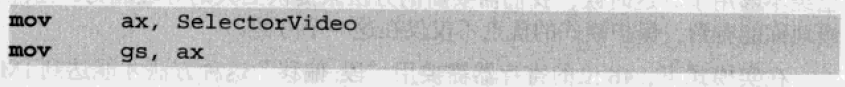 mov ax, SelectorVideo
mov gs, ax